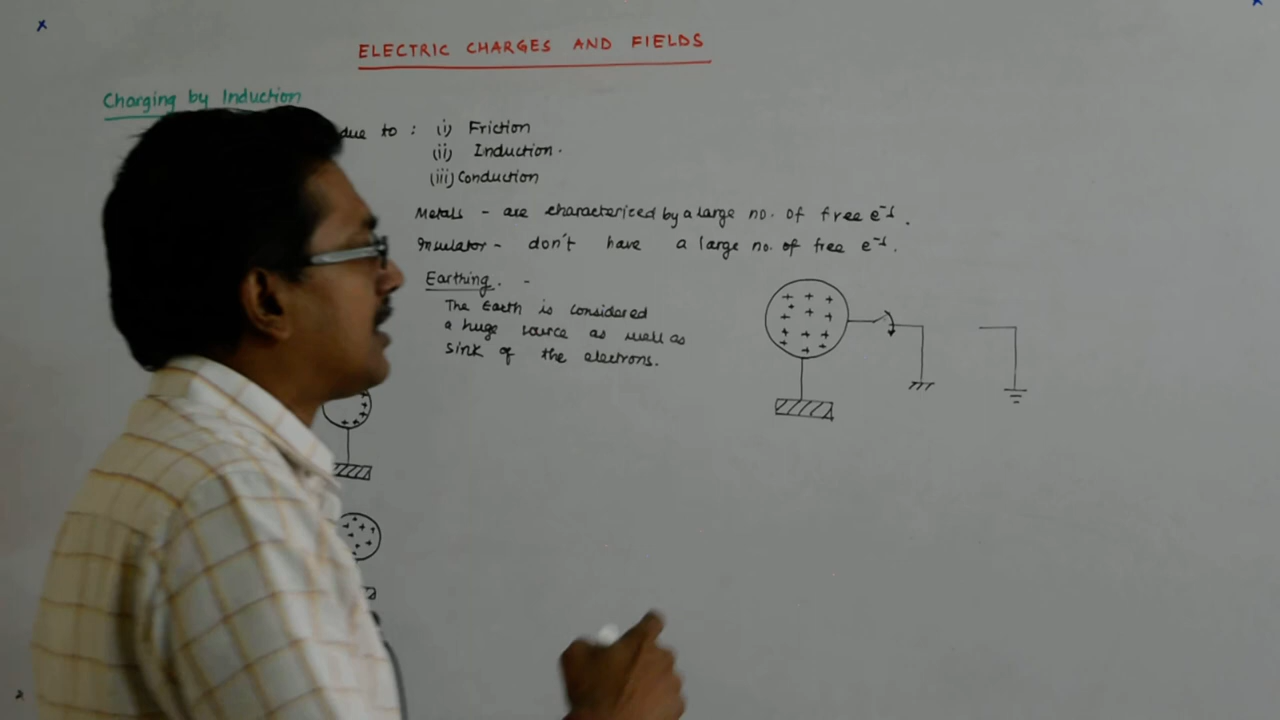 ELECTRIC CHARGES AND FIELDS
Charging by Induction
due to : (i) Friction
(ii) Induction.
(iii) Conduction
Metals - are characterized by a large no. of free e⁻¹.
Insulator - don't have a large no. of free e⁻¹.
Earthing. -
The Earth is considered
a huge source as well as
sink of the electrons.